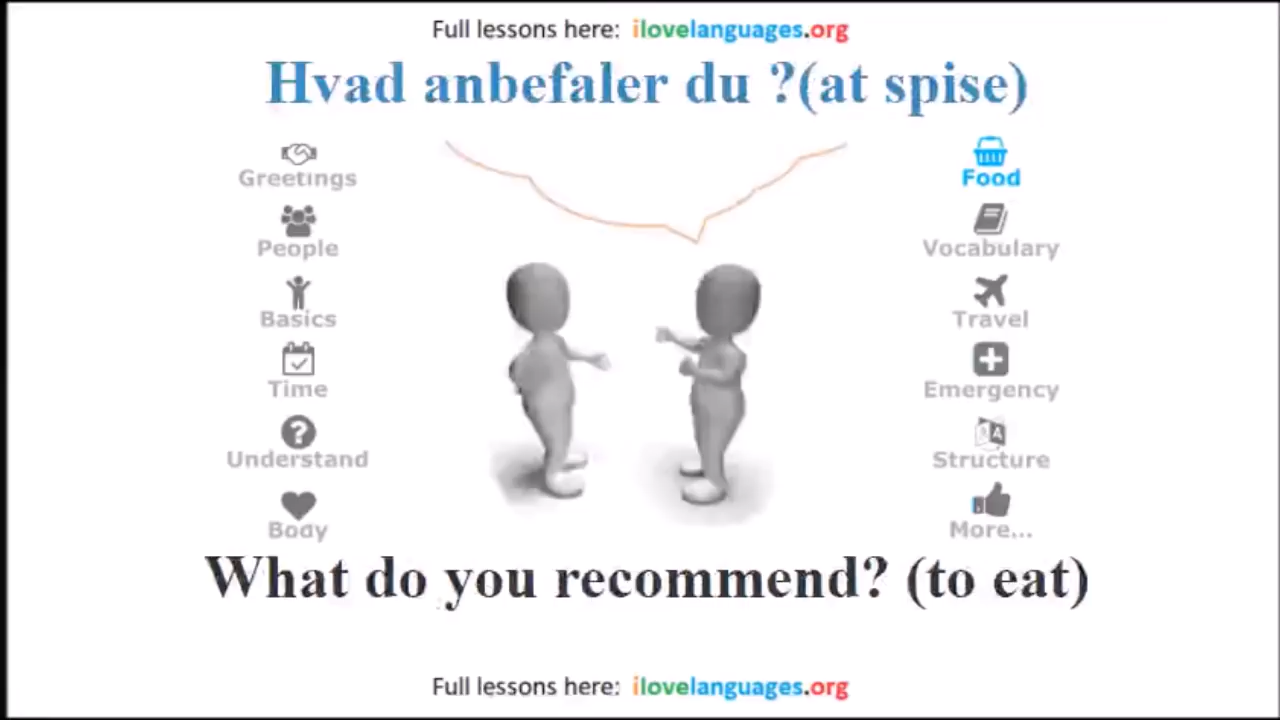 Full lessons here: ilovelanguages.org
Hvad anbefaler du ?(at spise)
Greetings
People
Basics
Time
Understand
Body
Food
Vocabulary
Travel
Emergency
Structure
More...
What do you recommend? (to eat)
Full lessons here: ilovelanguages.org